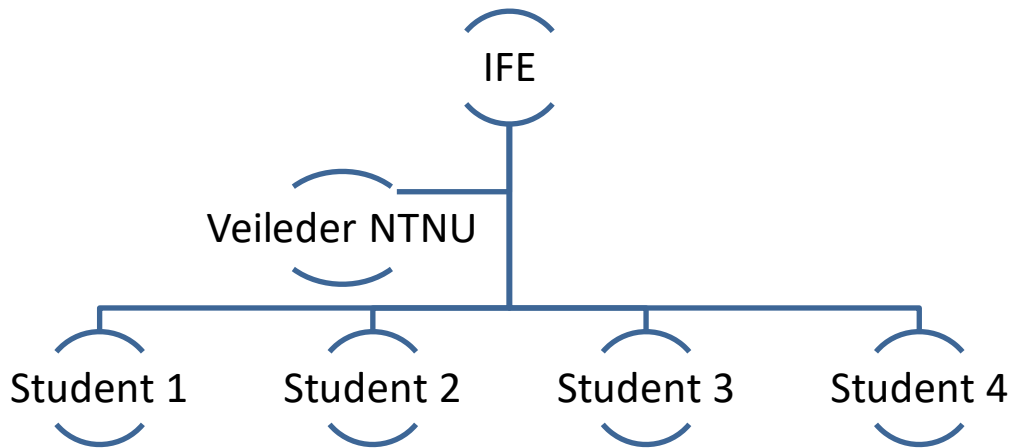 IFE
Veileder NTNU
Student 1
Student 2
Student 3
Student 4